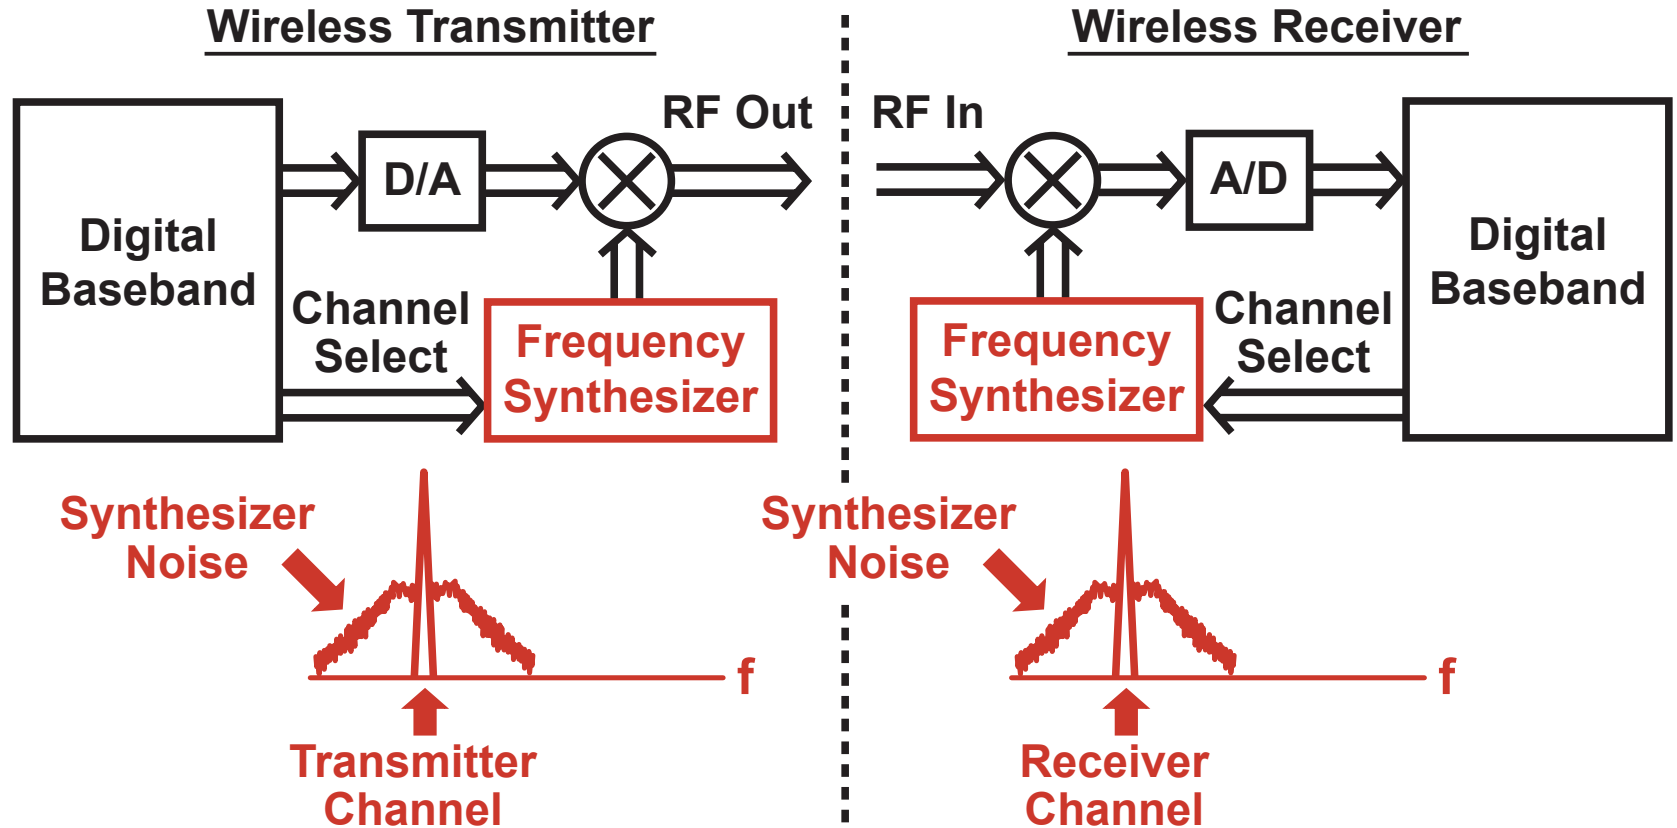 Wireless Transmitter
Digital
Baseband
D/A
RF Out
Channel
Select
Frequency
Synthesizer
Synthesizer
Noise
f
Transmitter
Channel
Wireless Receiver
RF In
A/D
Digital
Baseband
Frequency
Synthesizer
Channel
Select
Synthesizer
Noise
f
Receiver
Channel